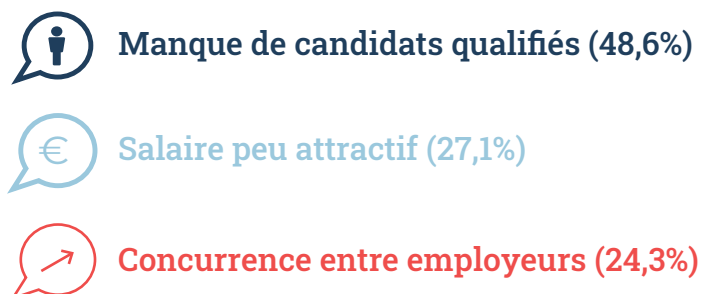 Manque de candidats qualifiés (48,6%)
€ Salaire peu attractif (27,1%)
Concurrence entre employeurs (24,3%)